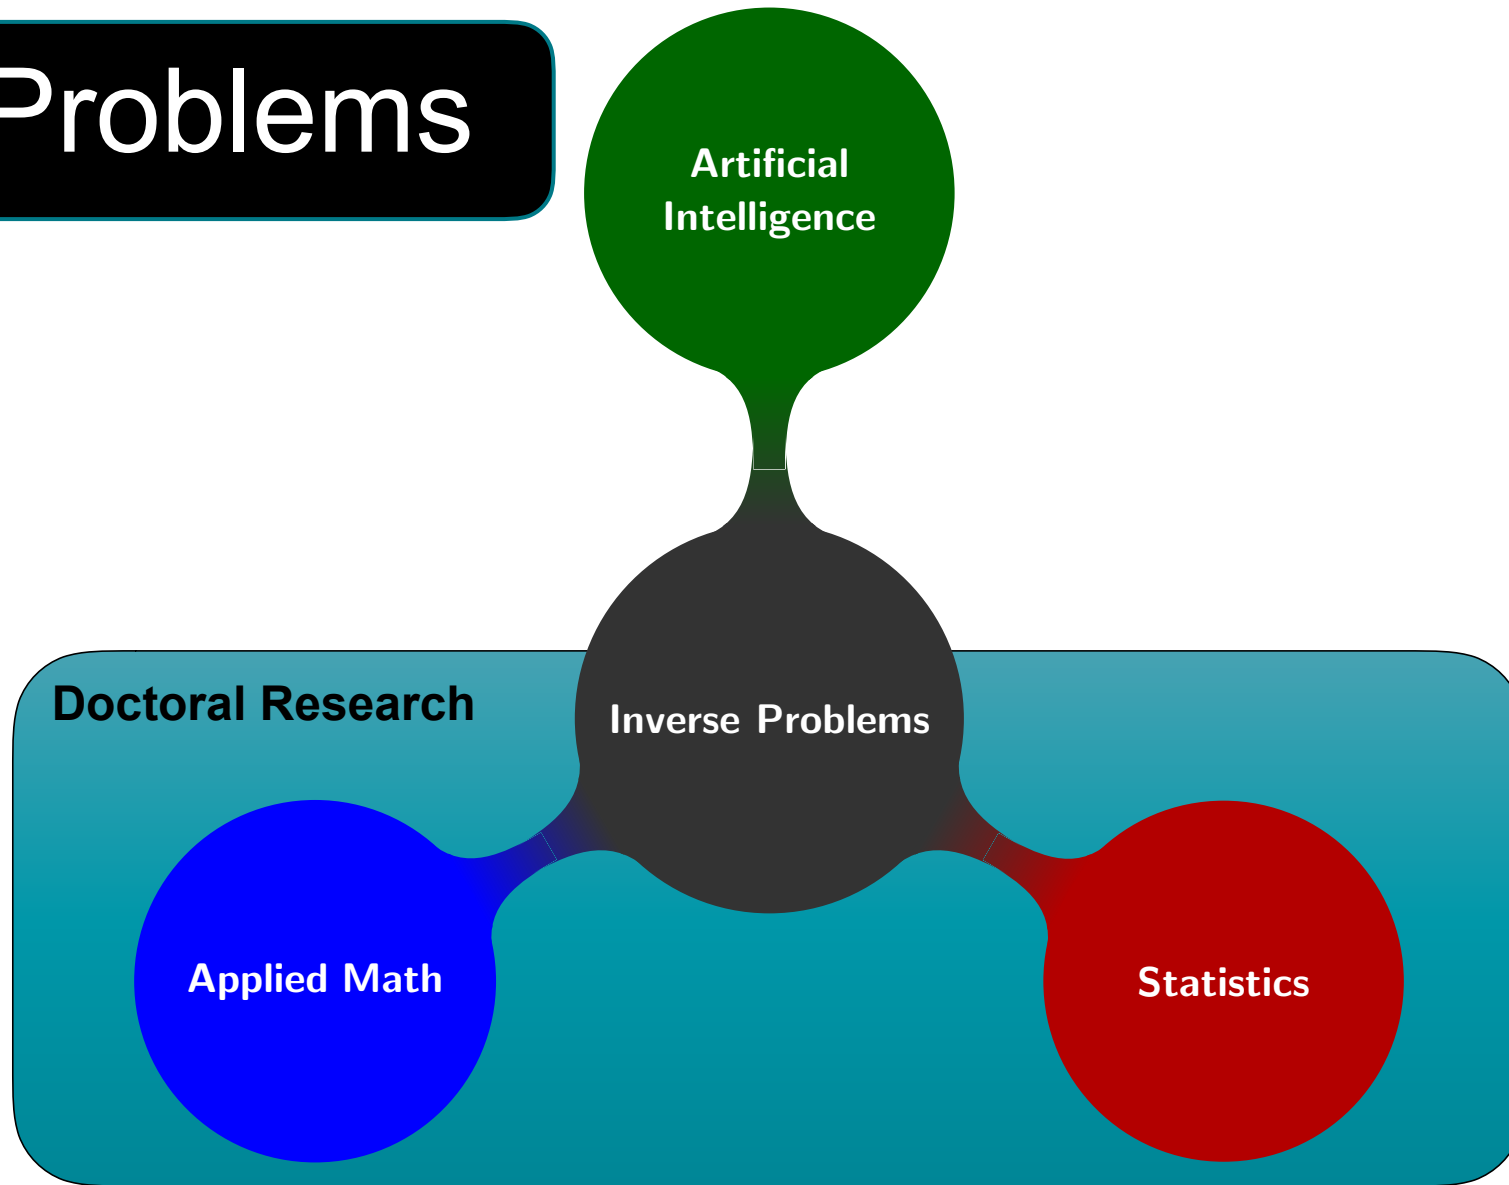 Problems
Artificial
Intelligence
Doctoral Research
Inverse Problems
Applied Math
Statistics